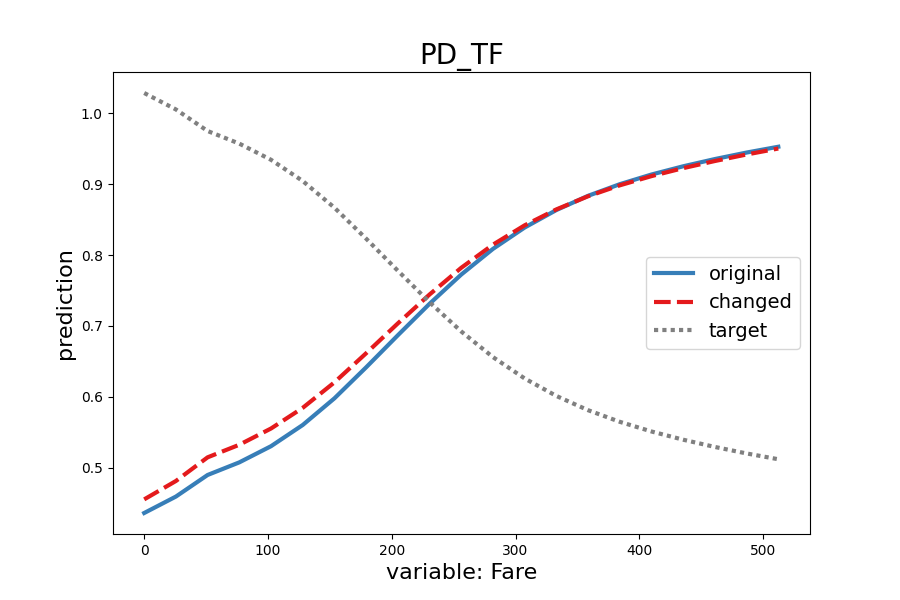 PD_TF
1.0
0.9
0.8
0.7
0.6
0.5
prediction
original
changed
target
0 100 200 300 400 500
variable: Fare